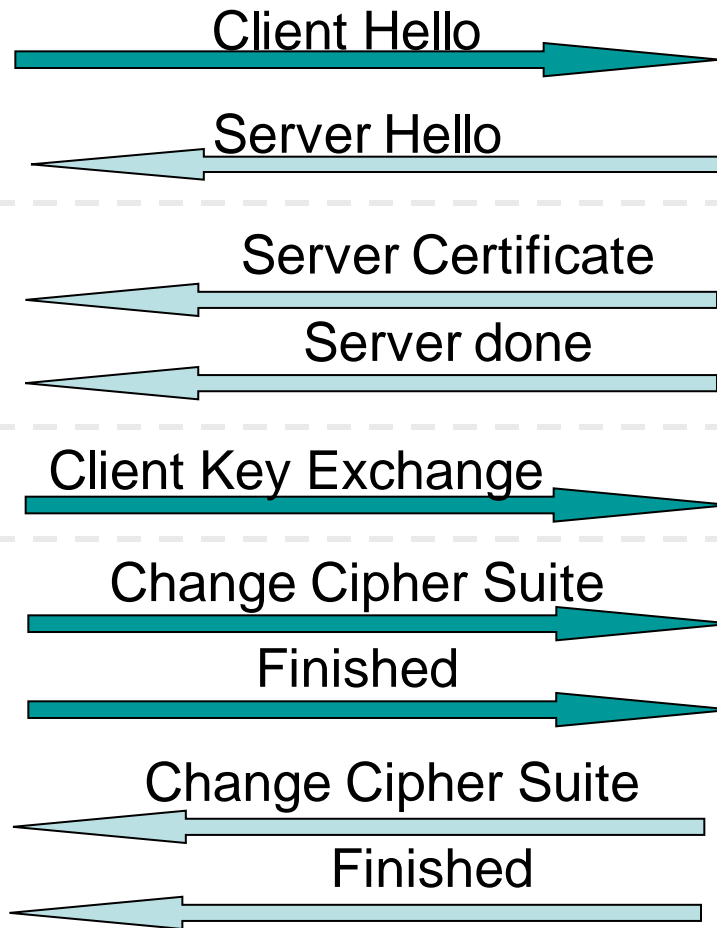 Client Hello
Server Hello
Server Certificate
Server done
Client Key Exchange
Change Cipher Suite
Finished
Change Cipher Suite
Finished